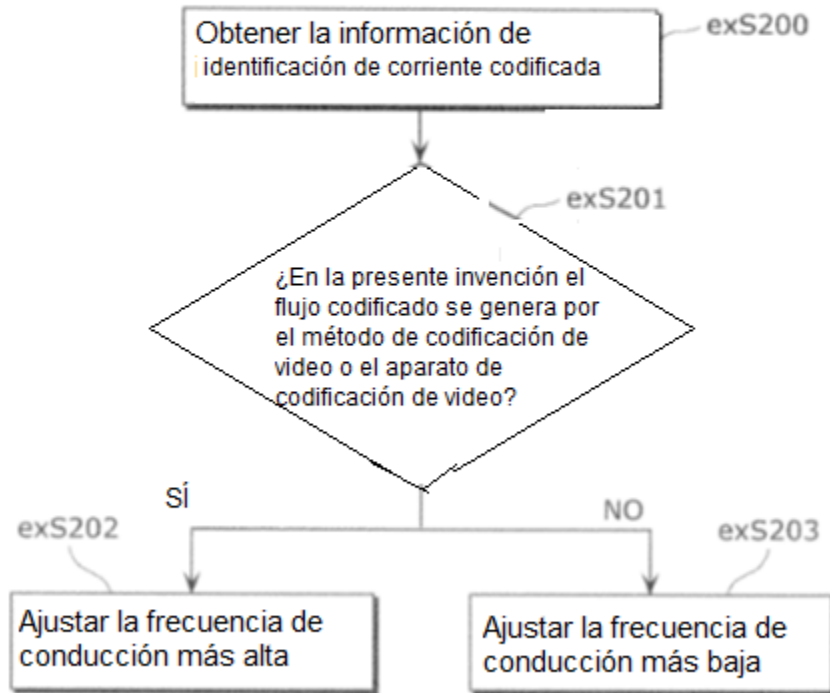 Obtener la información de
identificación de corriente codificada
exS200
exS201
¿En la presente invención el
flujo codificado se genera por
el método de codificación de
video o el aparato de
codificación de video?
SÍ
NO
exS202
exS203
Ajustar la frecuencia de
conducción más alta
Ajustar la frecuencia de
conducción más baja